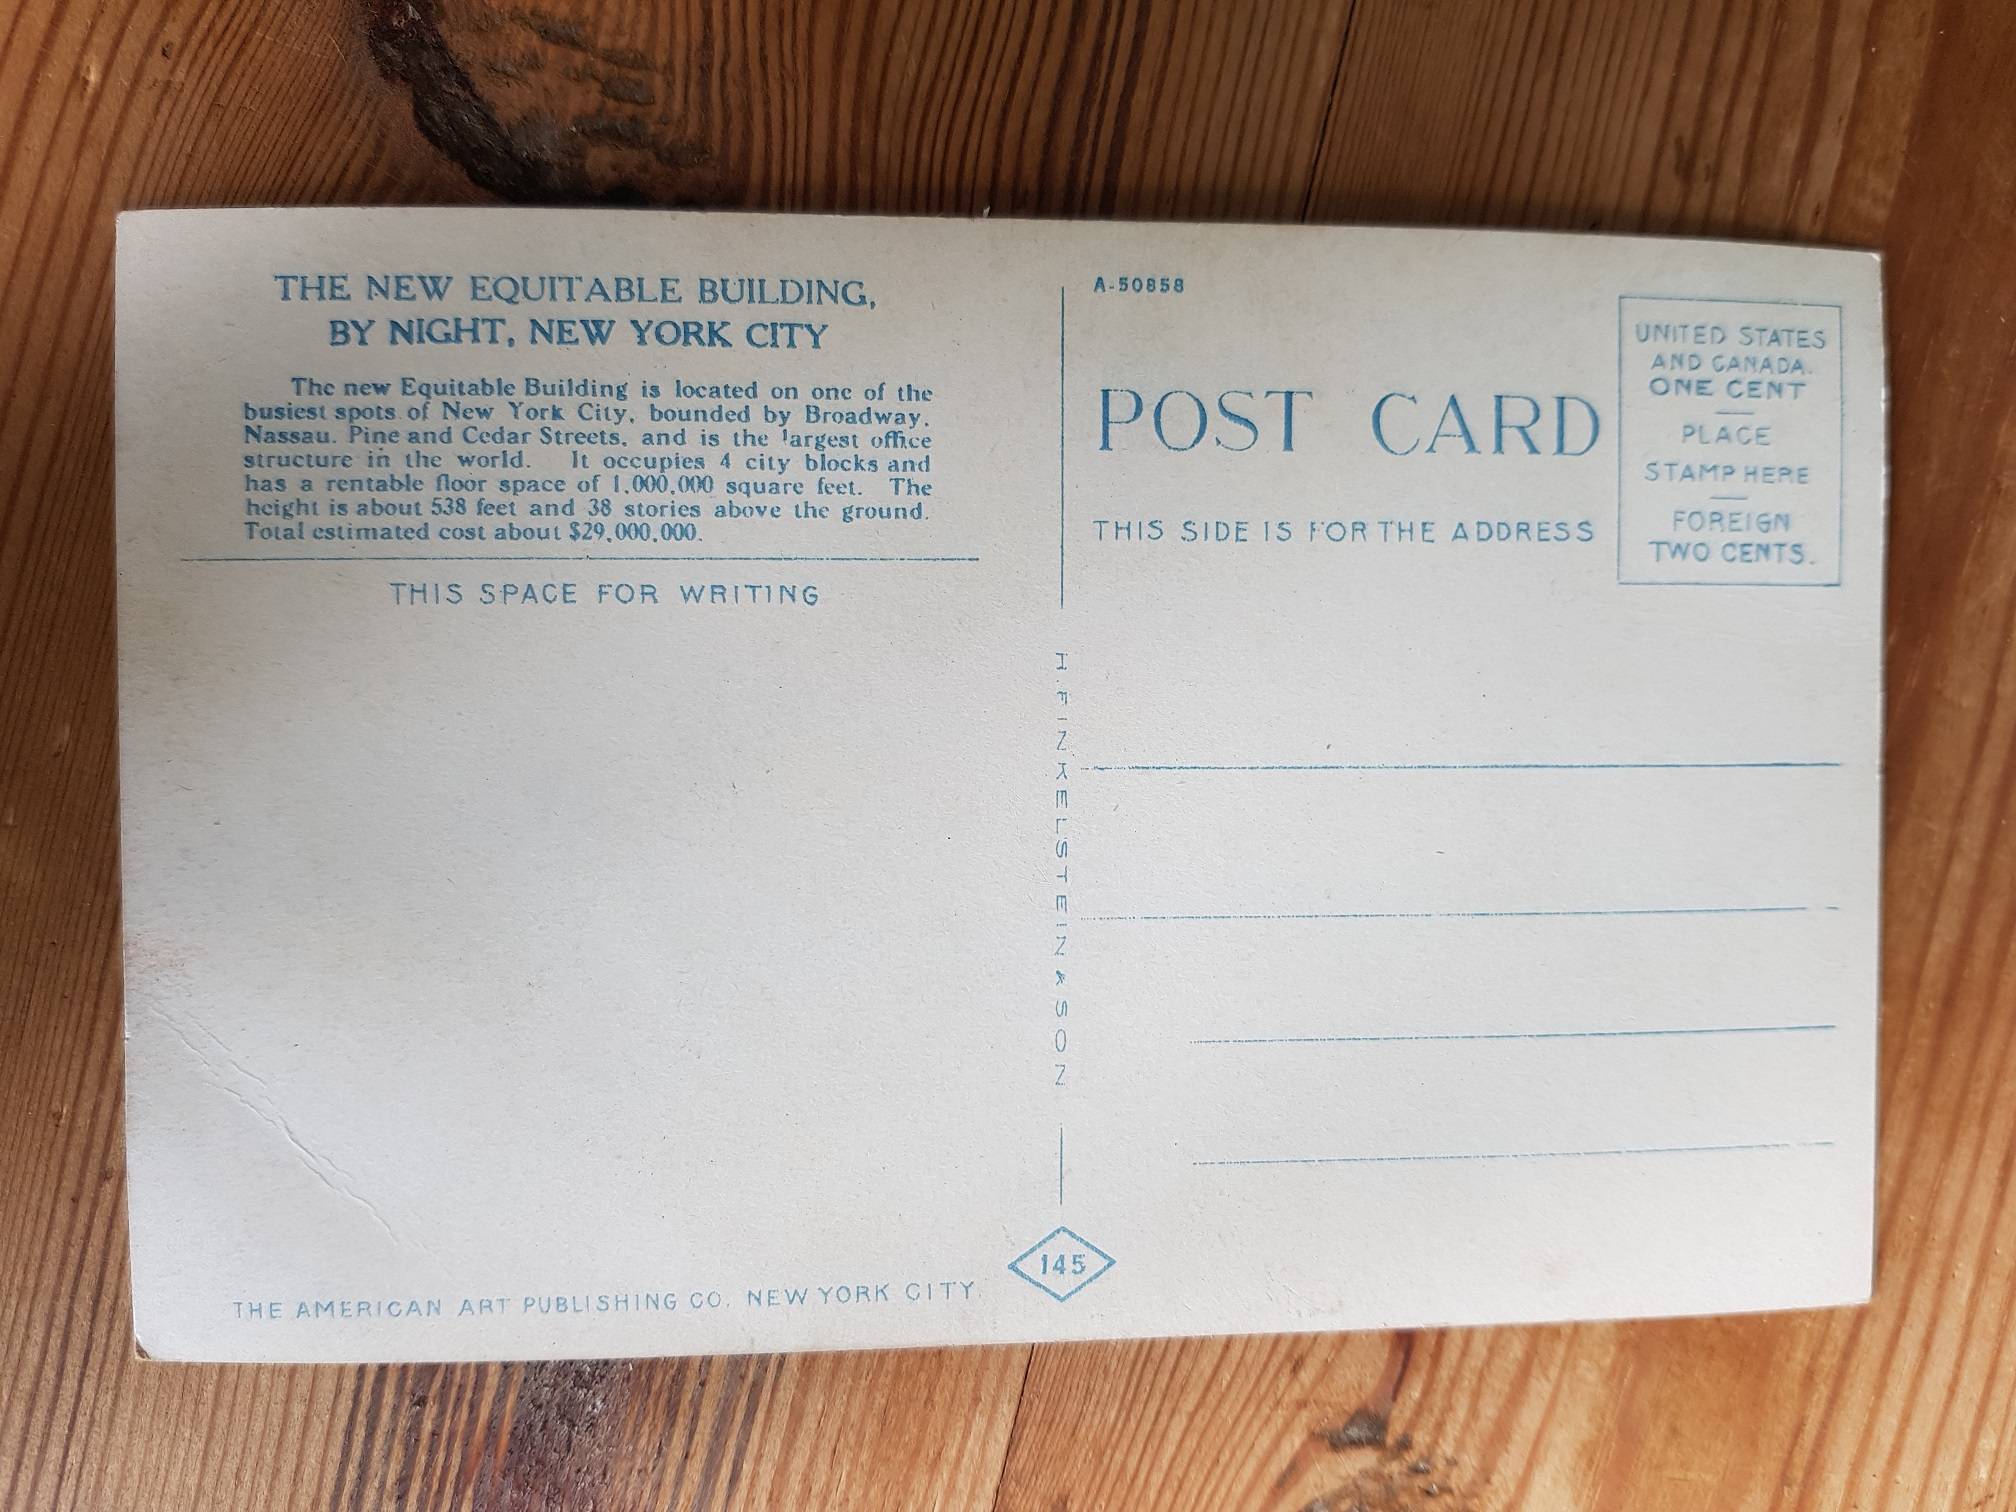 THE NEW EQUITABLE BUILDING,
BY NIGHT, NEW YORK CITY
The new Equitable Building is located on one of the
busiest spots of New York City, bounded by Broadway,
Nassau, Pine and Cedar Streets, and is the largest office
structure in the world. It occupies 4 city blocks and
has a rentable floor space of 1,000,000 square feet. The
height is about 538 feet and 38 stories above the ground.
Total estimated cost about $29,000,000.
THIS SPACE FOR WRITING
THE AMERICAN ART PUBLISHING CO. NEW YORK CITY
H. FINKELSTEIN & SON
145
A-50858
POST CARD
THIS SIDE IS FOR THE ADDRESS
UNITED STATES
AND CANADA.
ONE CENT
PLACE
STAMP HERE
FOREIGN
TWO CENTS.